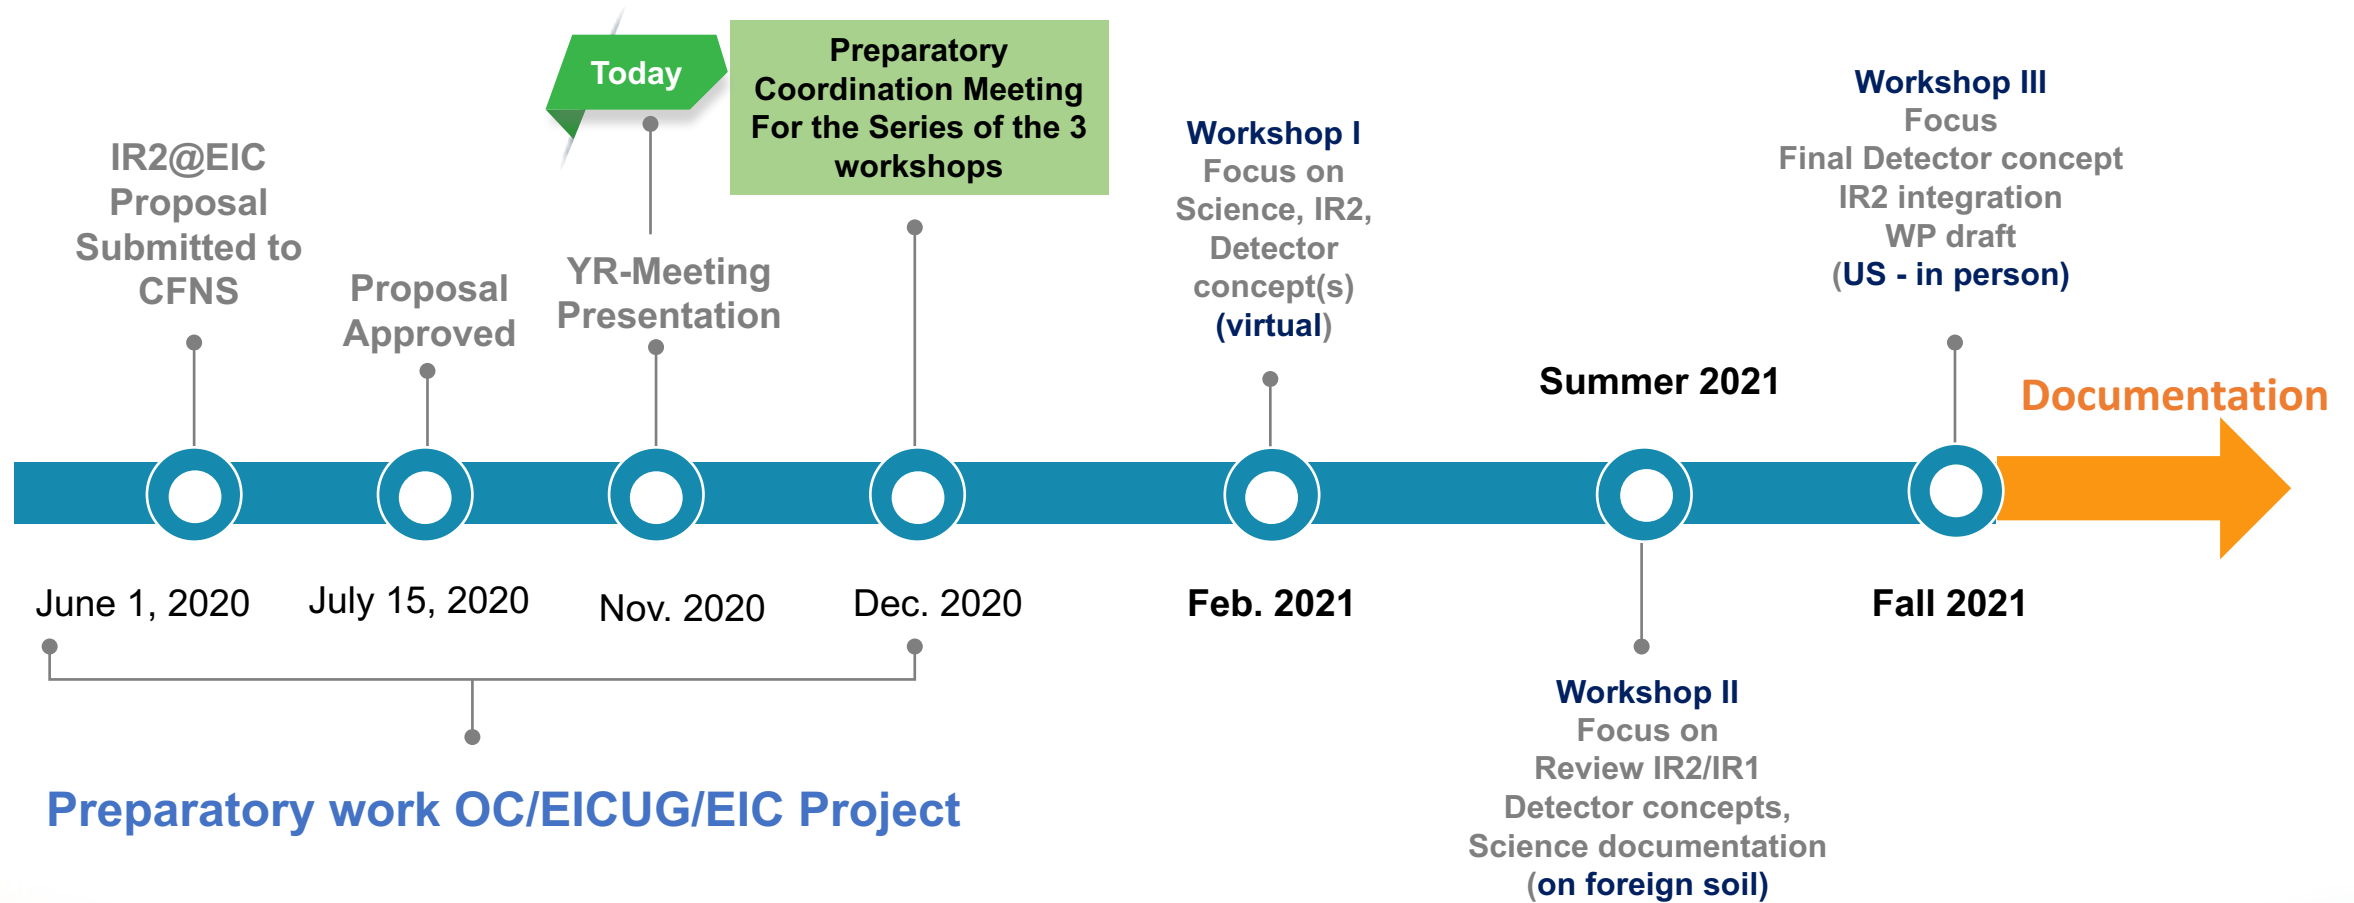 Today
Preparatory
Coordination Meeting
For the Series of the 3
workshops
IR2@EIC
Proposal
Submitted to
CFNS
Proposal
Approved
YR-Meeting
Presentation
Workshop I
Focus on
Science, IR2,
Detector
concept(s)
(virtual)
Summer 2021
Workshop III
Focus
Final Detector concept
IR2 integration
WP draft
(US - in person)
Documentation
June 1, 2020
July 15, 2020
Nov. 2020
Dec. 2020
Feb. 2021
Fall 2021
Preparatory work OC/EICUG/EIC Project
Workshop II
Focus on
Review IR2/IR1
Detector concepts,
Science documentation
(on foreign soil)